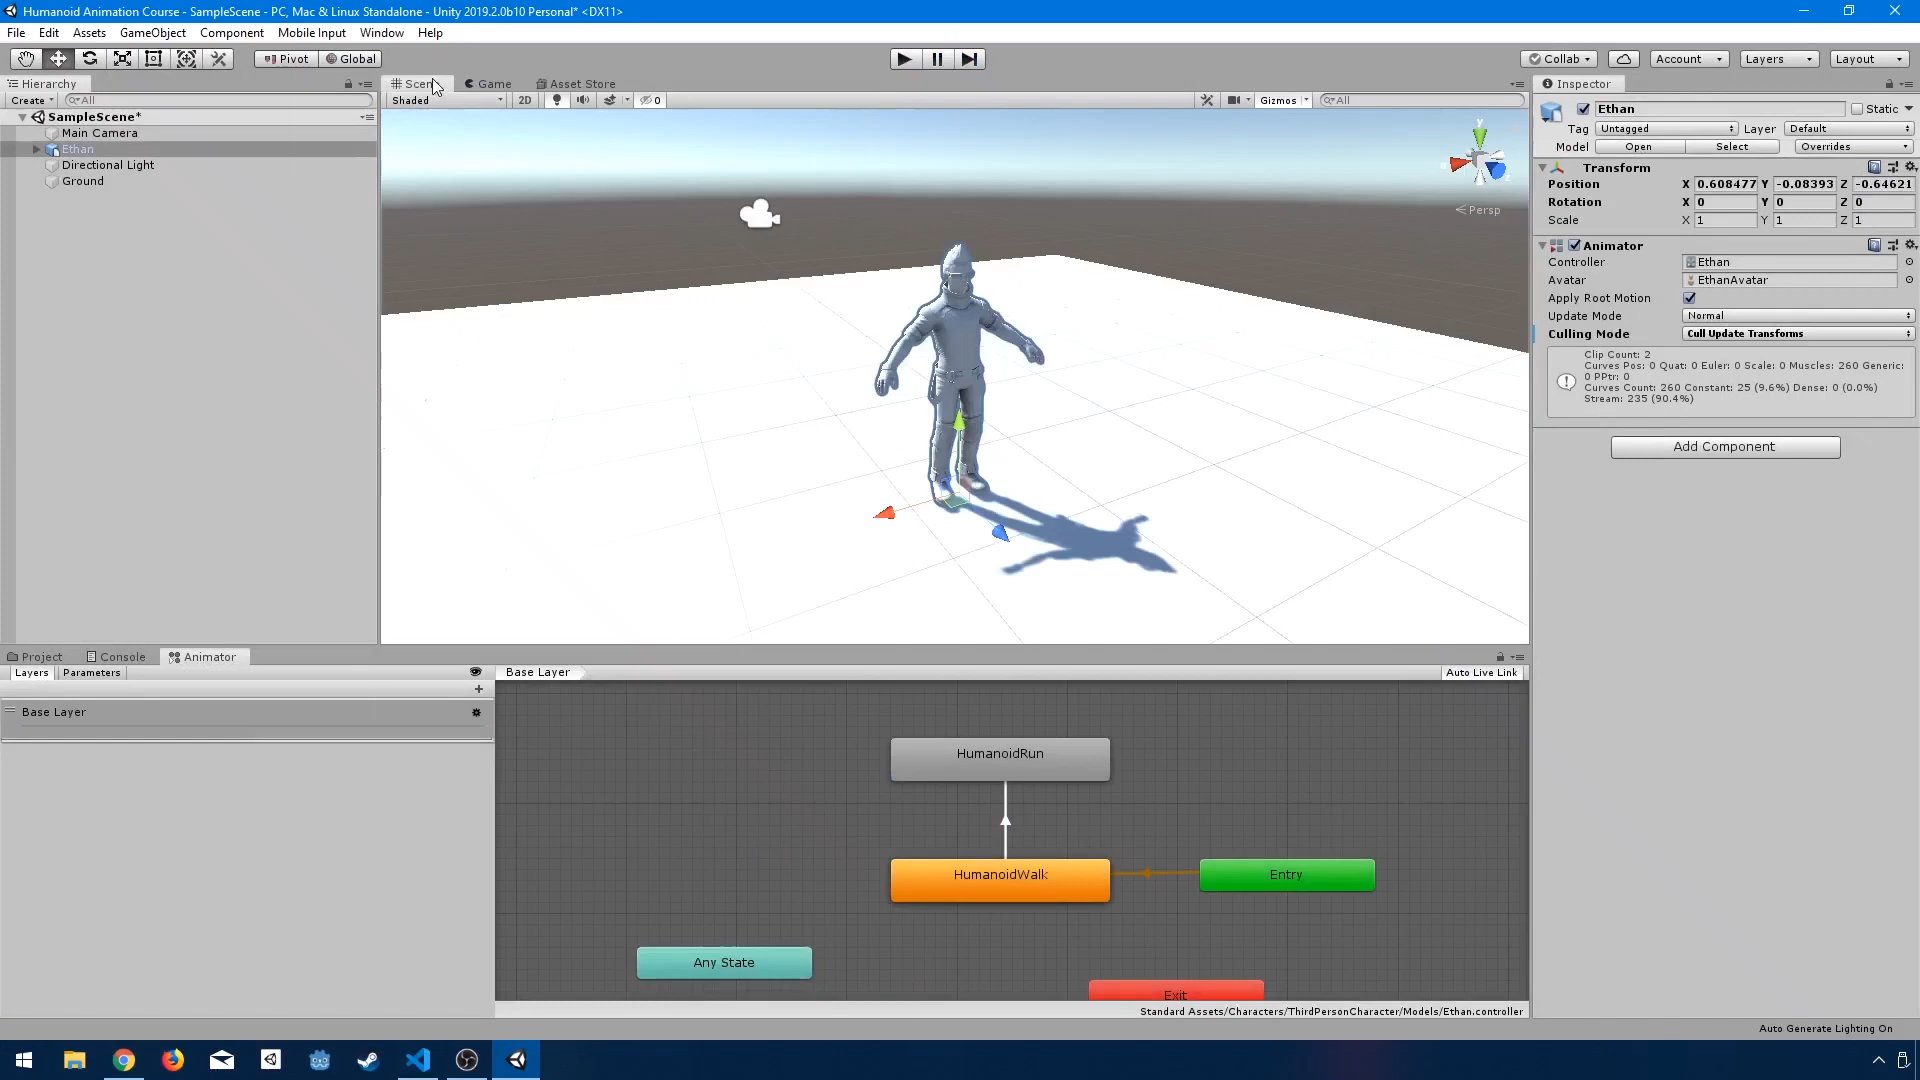 Humanoid Animation Course - SampleScene - PC, Mac & Linux Standalone - Unity 2019.2.0b10 Personal* <DX11>
File Edit Assets GameObject Component Mobile Input Window Help
Pivot Global Collab Account Layers Layout
Hierarchy
Create All
SampleScene*
Main Camera
Ethan
Directional Light
Ground
Scene Game Asset Store
Shaded 2D 0 Gizmos All
y
Persp
Inspector
Ethan Static
Tag Untagged Layer Default
Model Open Select Overrides
Transform
Position X 0.608477 Y -0.08393 Z -0.64621
Rotation X 0 Y 0 Z 0
Scale X 1 Y 1 Z 1
Animator
Controller Ethan
Avatar EthanAvatar
Apply Root Motion
Update Mode Normal
Culling Mode Cull Update Transforms
Clip Count: 2
Curves Pos: 0 Quat: 0 Euler: 0 Scale: 0 Muscles: 260 Generic:
0 PPtr: 0
Curves Count: 260 Constant: 25 (9.6%) Dense: 0 (0.0%)
Stream: 235 (90.4%)
Add Component
Project Console Animator
Layers Parameters
Base Layer
Base Layer Auto Live Link
HumanoidRun
HumanoidWalk
Entry
Any State
Exit
Standard Assets/Characters/ThirdPersonCharacter/Models/Ethan.controller
Auto Generate Lighting On